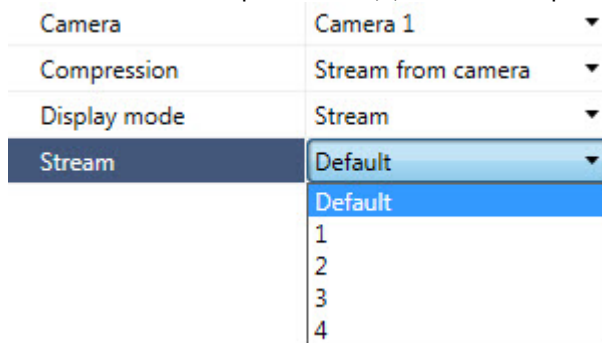 Camera Camera 1
Compression Stream from camera
Display mode Stream
Stream Default
Default
1
2
3
4